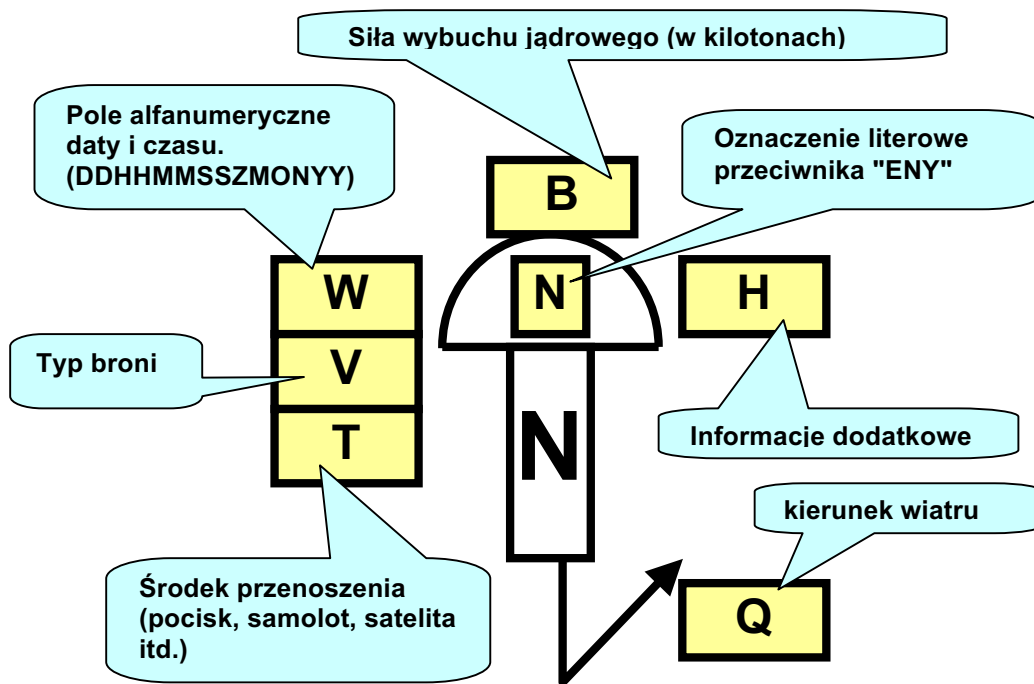 Siła wybuchu jądrowego (w kilotonach)
Pole alfanumeryczne
daty i czasu.
(DDHHMMSSZMONYY)
Oznaczenie literowe
przeciwnika "ENY"
B
W
N
H
Typ broni
V
T
N
Informacje dodatkowe
kierunek wiatru
Środek przenoszenia
(pocisk, samolot, satelita
itd.)
Q